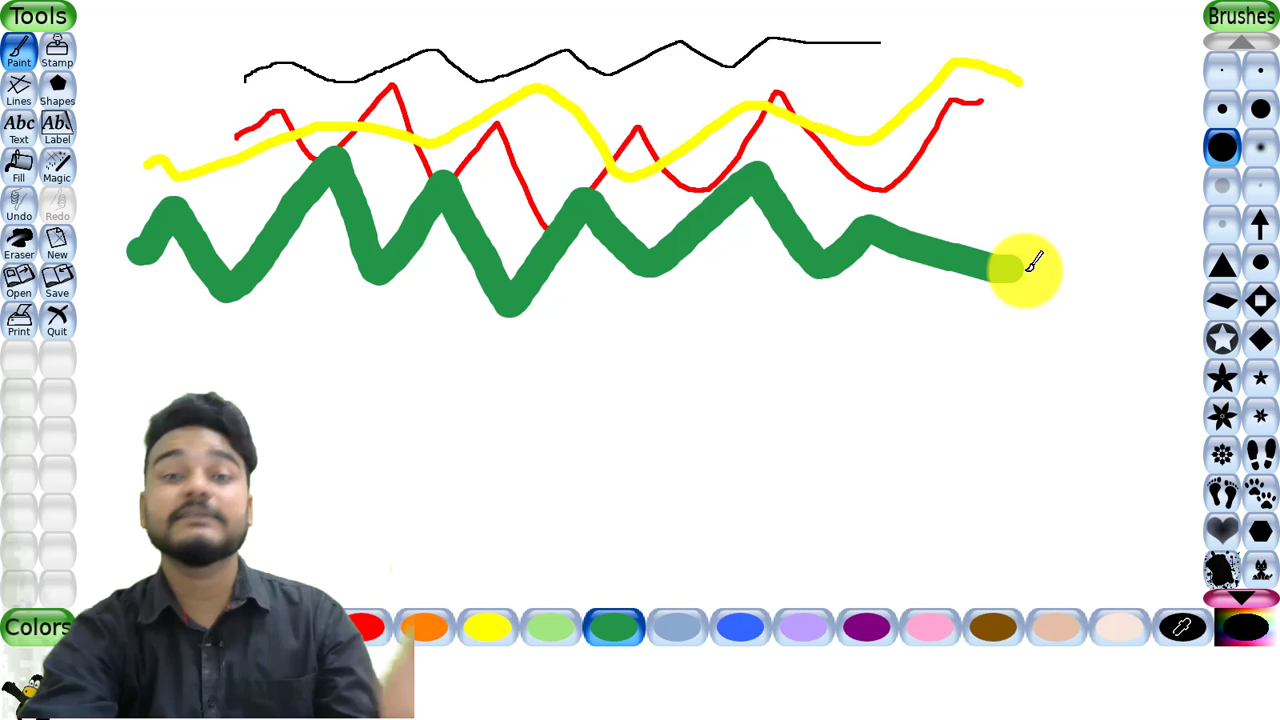 Tools
Brushes
Paint Stamp
Lines Shapes
Abc Abc
Text Label
Fill Magic
Undo Redo
Eraser New
Open Save
Print Quit
Colors